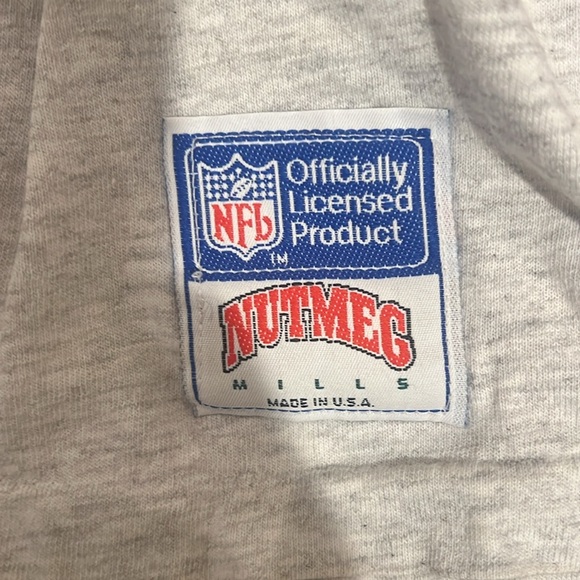 NFL
TM
Officially
Licensed
Product
NUTMEG
MILLS
MADE IN U.S.A.